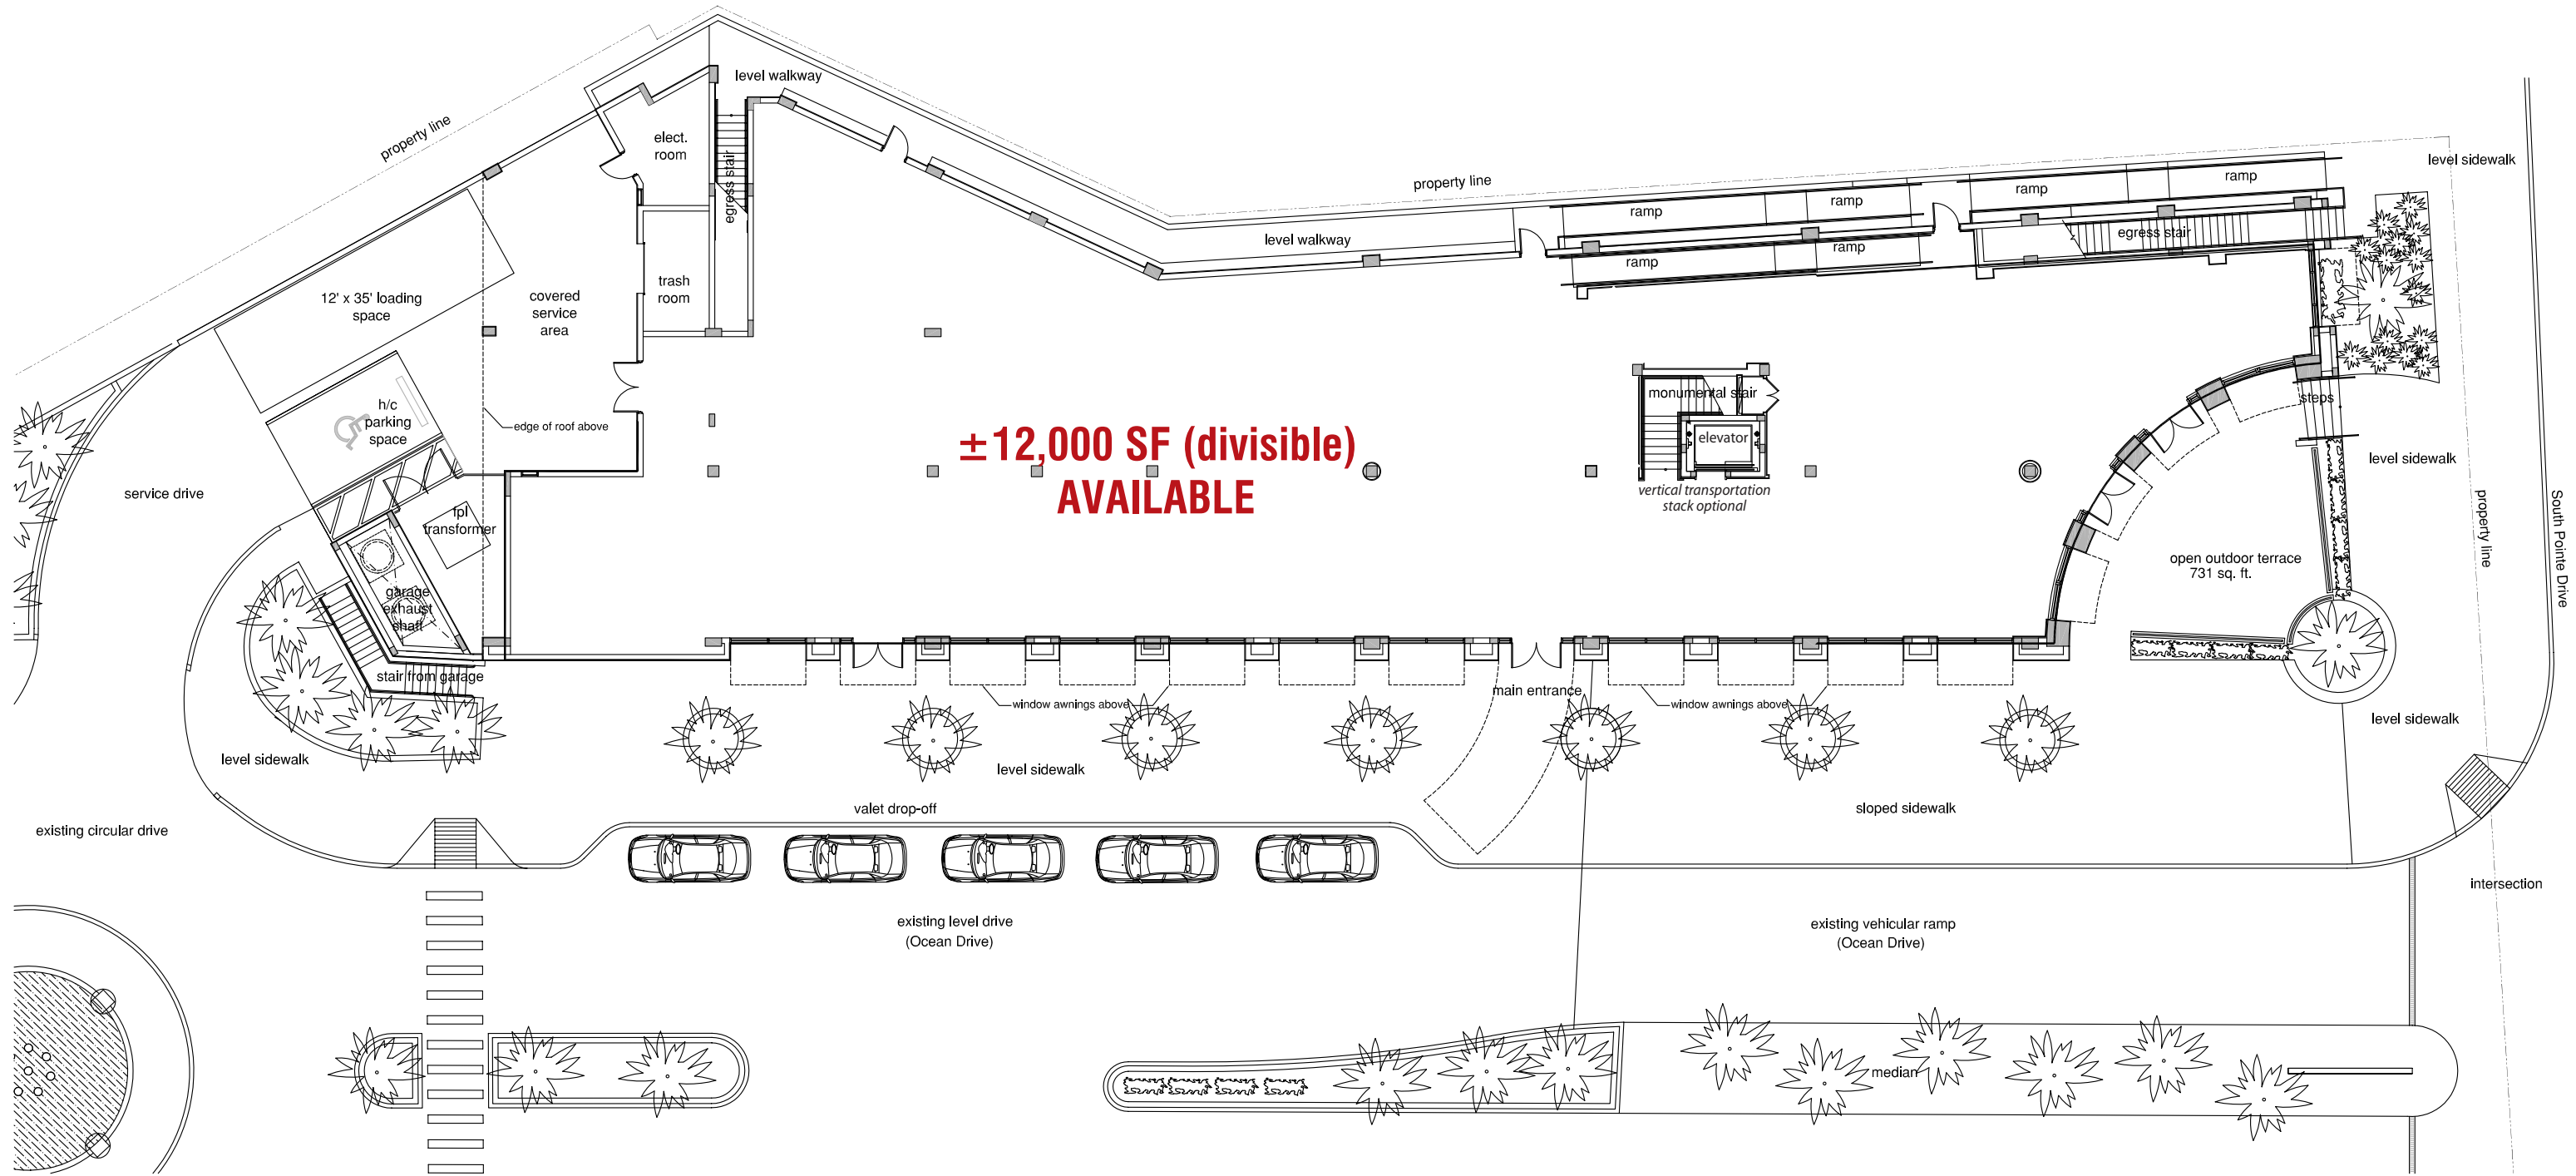 level walkway
property line
elect.
room
egress stair
level sidewalk
property line
ramp
ramp
ramp
ramp
level walkway
ramp
ramp
egress stair
trash
room
12' x 35' loading
space
covered
service
area
h/c
parking
space
edge of roof above
monumental stair
elevator
vertical transportation
stack optional
steps
±12,000 SF (divisible)
AVAILABLE
level sidewalk
service drive
fpl
transformer
property line
South Pointe Drive
open outdoor terrace
731 sq. ft.
garage
exhaust
shaft
stair from garage
main entrance
window awnings above
window awnings above
level sidewalk
level sidewalk
level sidewalk
valet drop-off
sloped sidewalk
existing circular drive
intersection
existing level drive
(Ocean Drive)
existing vehicular ramp
(Ocean Drive)
median